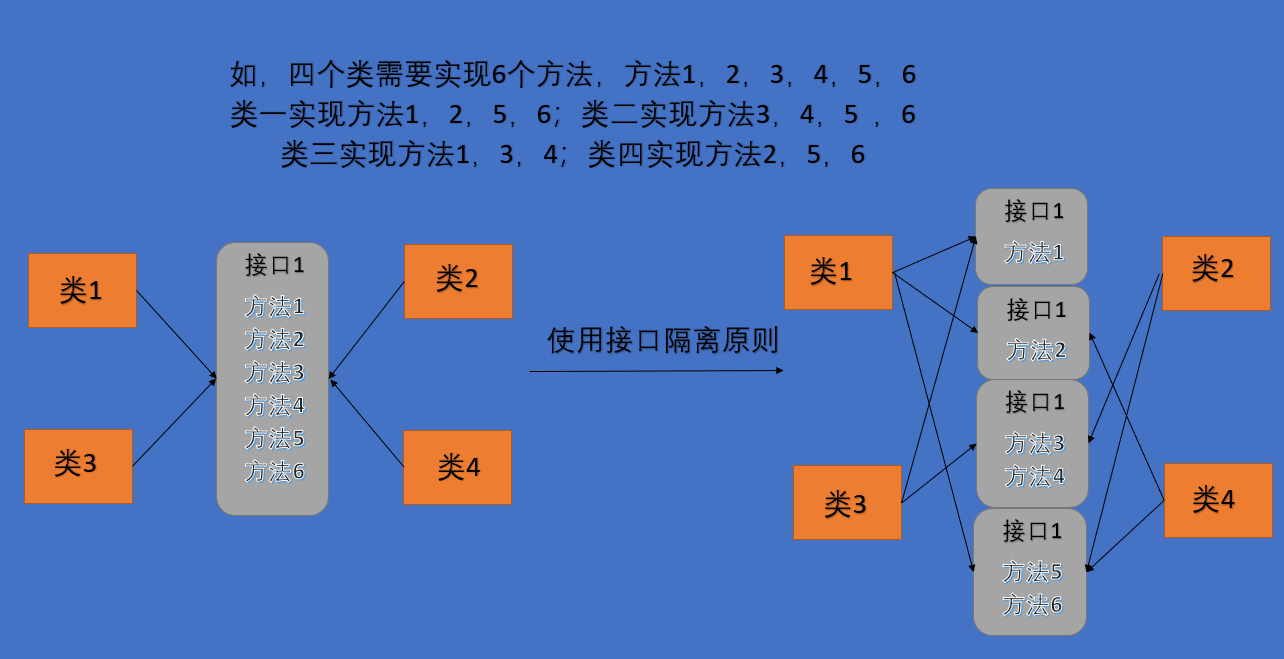 如，四个类需要实现6个方法，方法1，2，3，4，5，6
类一实现方法1，2，5，6；类二实现方法3，4，5 ，6
类三实现方法1，3，4；类四实现方法2，5，6
类1
类3
接口1
方法1
方法2
方法3
方法4
方法5
方法6
类2
类4
使用接口隔离原则
类1
类3
接口1
方法1
接口1
方法2
接口1
方法3
方法4
接口1
方法5
方法6
类2
类4